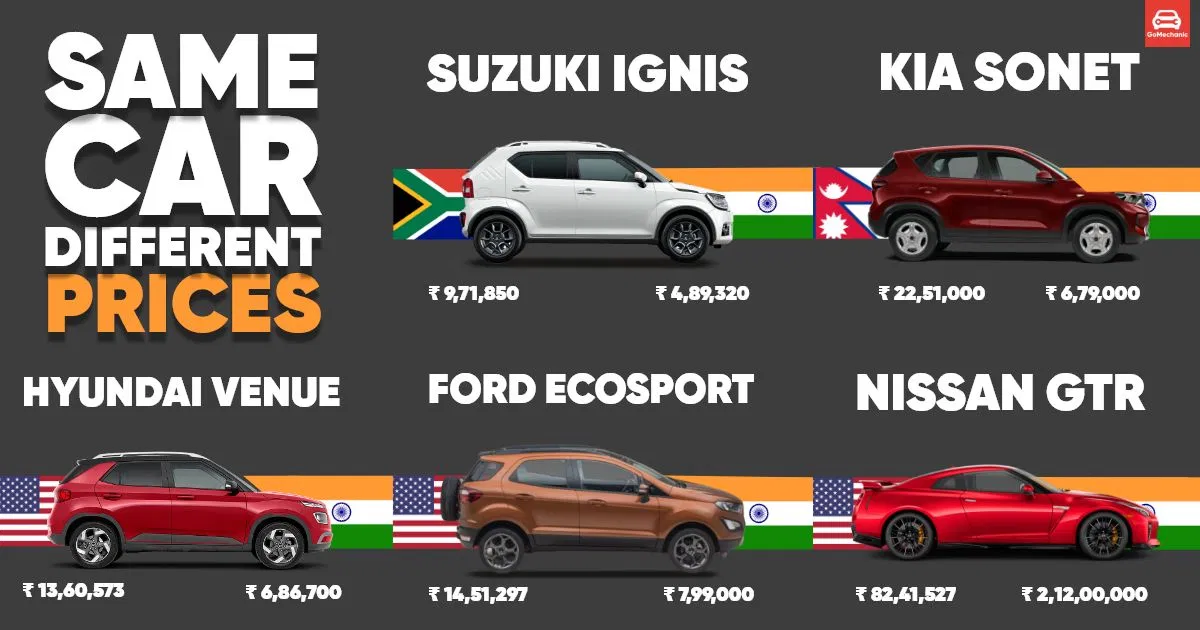 SAME
CAR
DIFFERENT
PRICES
GoMechanic
SUZUKI IGNIS
₹ 9,71,850
₹ 4,89,320
KIA SONET
₹ 22,51,000
₹ 6,79,000
HYUNDAI VENUE
₹ 13,60,573
₹ 6,86,700
FORD ECOSPORT
₹ 14,51,297
₹ 7,99,000
NISSAN GTR
₹ 82,41,527
₹ 2,12,00,000